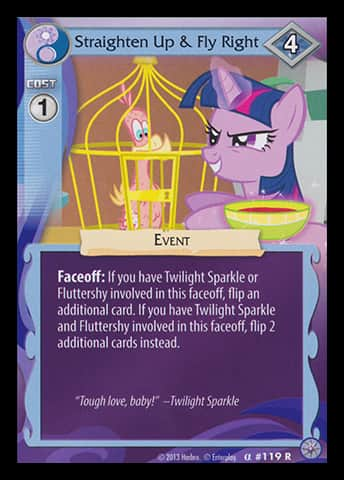 Straighten Up & Fly Right
4
COST
1
EVENT
Faceoff: If you have Twilight Sparkle or
Fluttershy involved in this faceoff, flip an
additional card. If you have Twilight Sparkle
and Fluttershy involved in this faceoff, flip 2
additional cards instead.
“Tough love, baby!” –Twilight Sparkle
© 2013 Hasbro. © Enterplay.
α #119 R